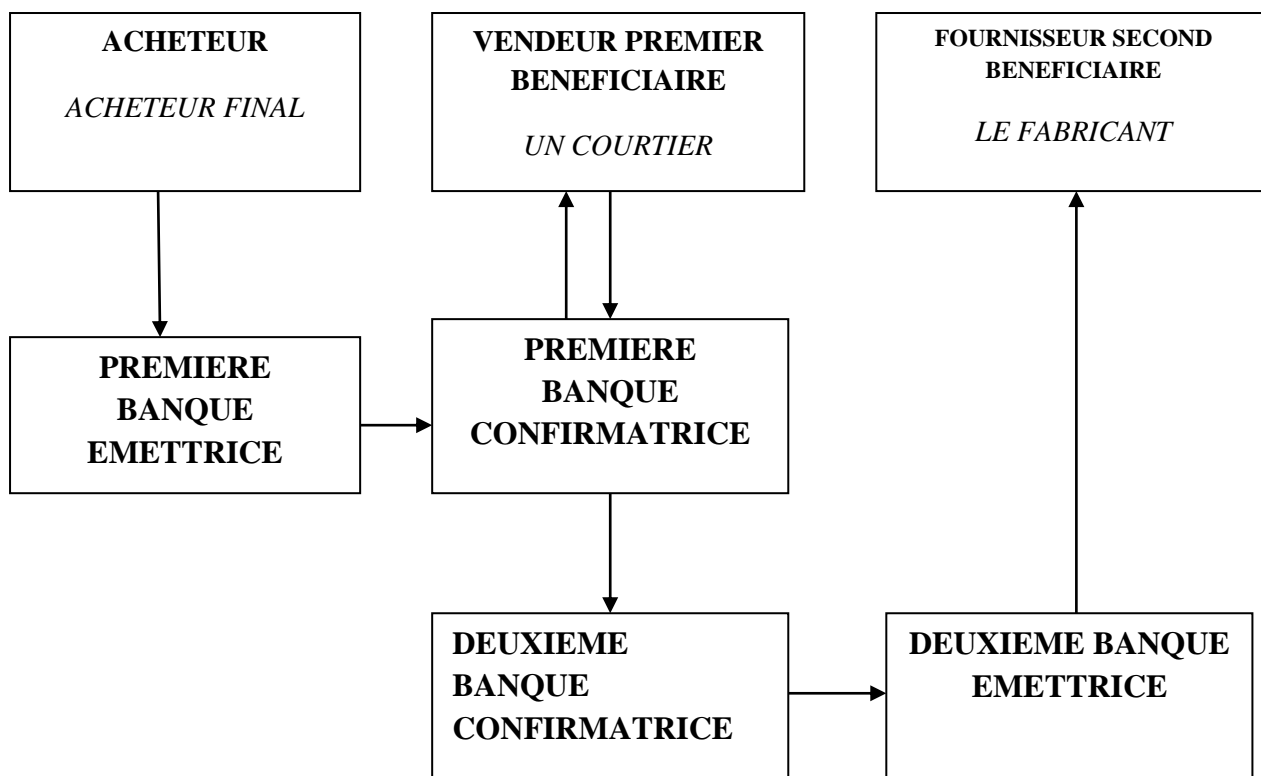 ACHETEUR
ACHETEUR FINAL
VENDEUR PREMIER
BENEFICIAIRE
UN COURTIER
FOURNISSEUR SECOND
BENEFICIAIRE
LE FABRICANT
PREMIERE
BANQUE
EMETTRICE
PREMIERE
BANQUE
CONFIRMATRICE
DEUXIEME
BANQUE
CONFIRMATRICE
DEUXIEME BANQUE
EMETTRICE